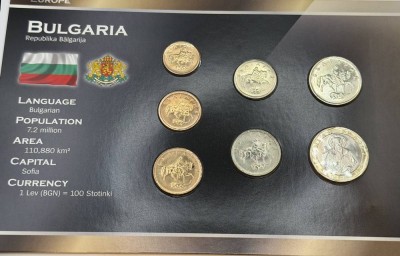 EUROPE
BULGARIA
Republika Bălgarija
LANGUAGE
Bulgarian
POPULATION
7.2 million
AREA
110,880 km²
CAPITAL
Sofia
CURRENCY
1 Lev (BGN) = 100 Stotinki